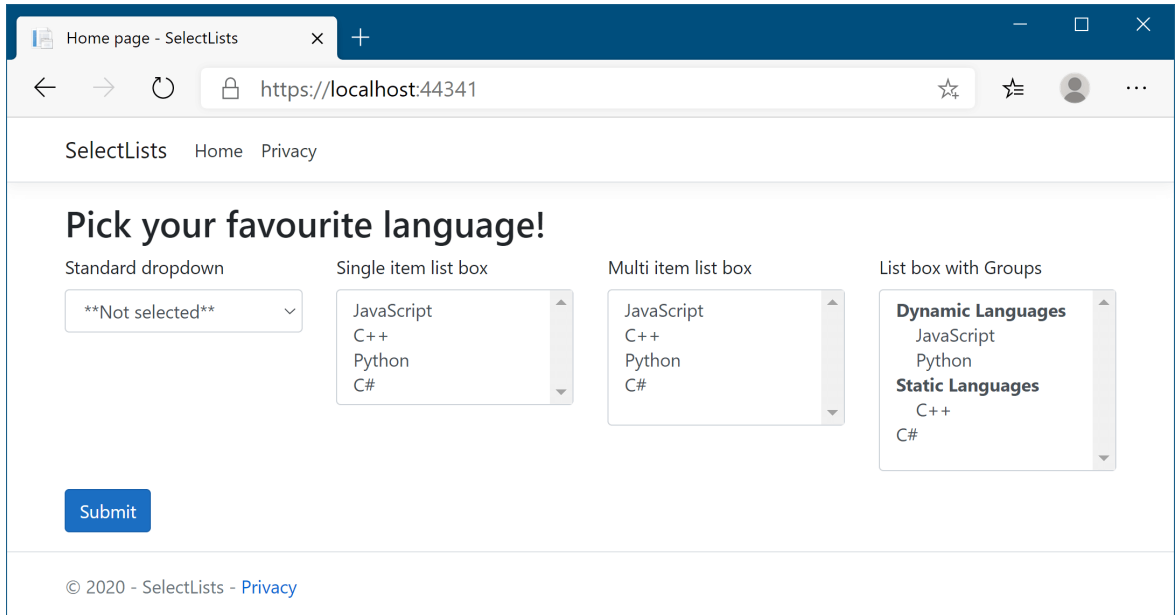 Home page - SelectLists
https://localhost:44341
SelectLists Home Privacy
Pick your favourite language!
Standard dropdown
**Not selected**
Single item list box
JavaScript
C++
Python
C#
Multi item list box
JavaScript
C++
Python
C#
List box with Groups
Dynamic Languages
JavaScript
Python
Static Languages
C++
C#
Submit
© 2020 - SelectLists - Privacy